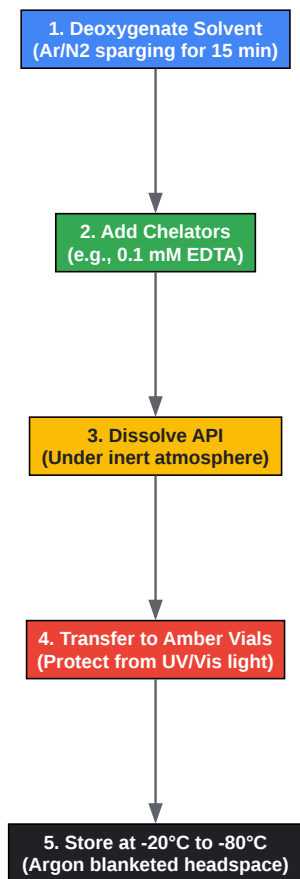 1. Deoxygenate Solvent
(Ar/N2 sparging for 15 min)
2. Add Chelators
(e.g., 0.1 mM EDTA)
3. Dissolve API
(Under inert atmosphere)
4. Transfer to Amber Vials
(Protect from UV/Vis light)
5. Store at -20°C to -80°C
(Argon blanketed headspace)